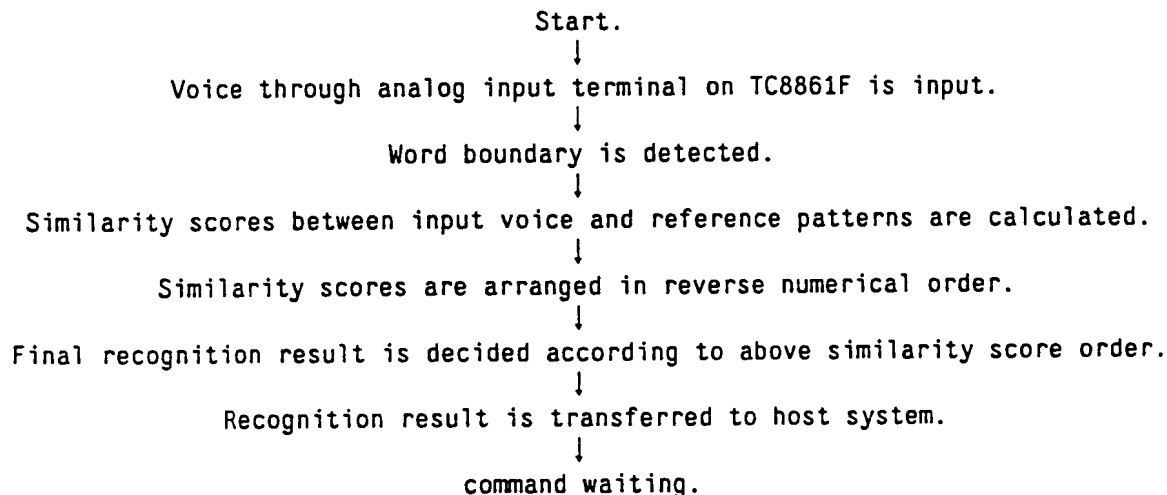 Start.
Voice through analog input terminal on TC8861F is input.
Word boundary is detected.
Similarity scores between input voice and reference patterns are calculated.
Similarity scores are arranged in reverse numerical order.
Final recognition result is decided according to above similarity score order.
Recognition result is transferred to host system.
command waiting.